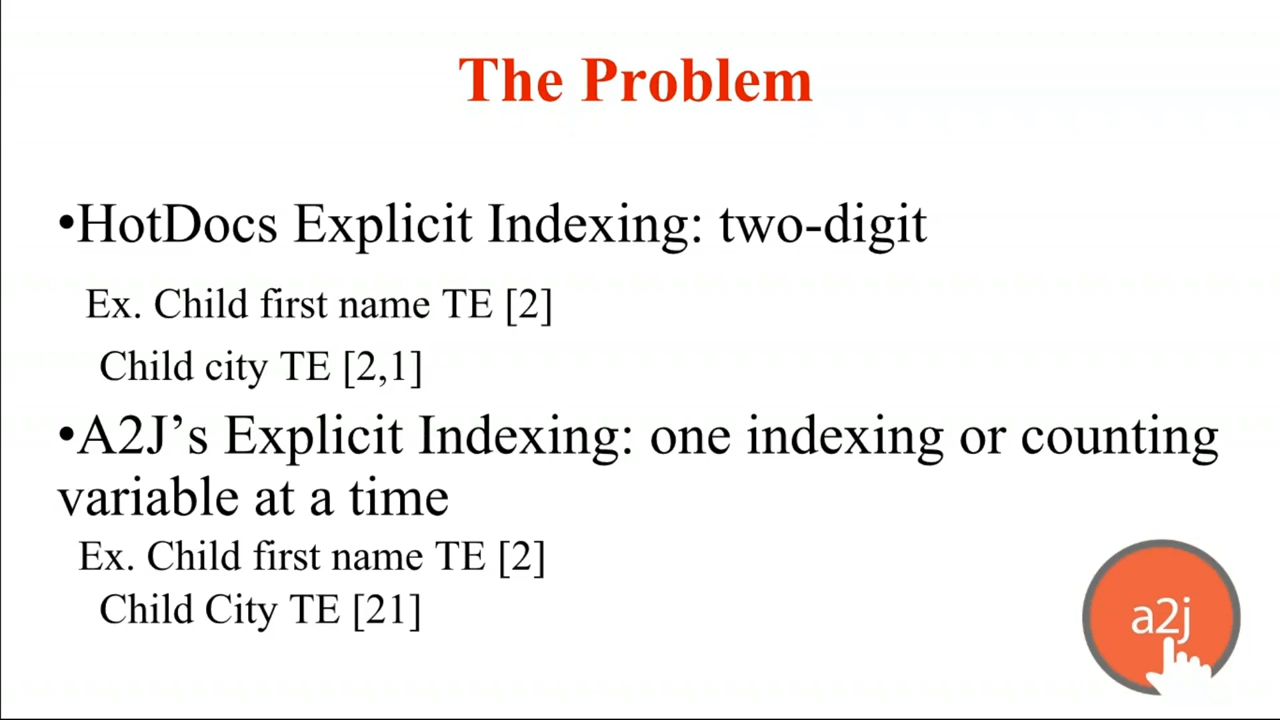 The Problem
•HotDocs Explicit Indexing: two-digit
Ex. Child first name TE [2]
Child city TE [2,1]
•A2J’s Explicit Indexing: one indexing or counting
variable at a time
Ex. Child first name TE [2]
Child City TE [21]
a2j